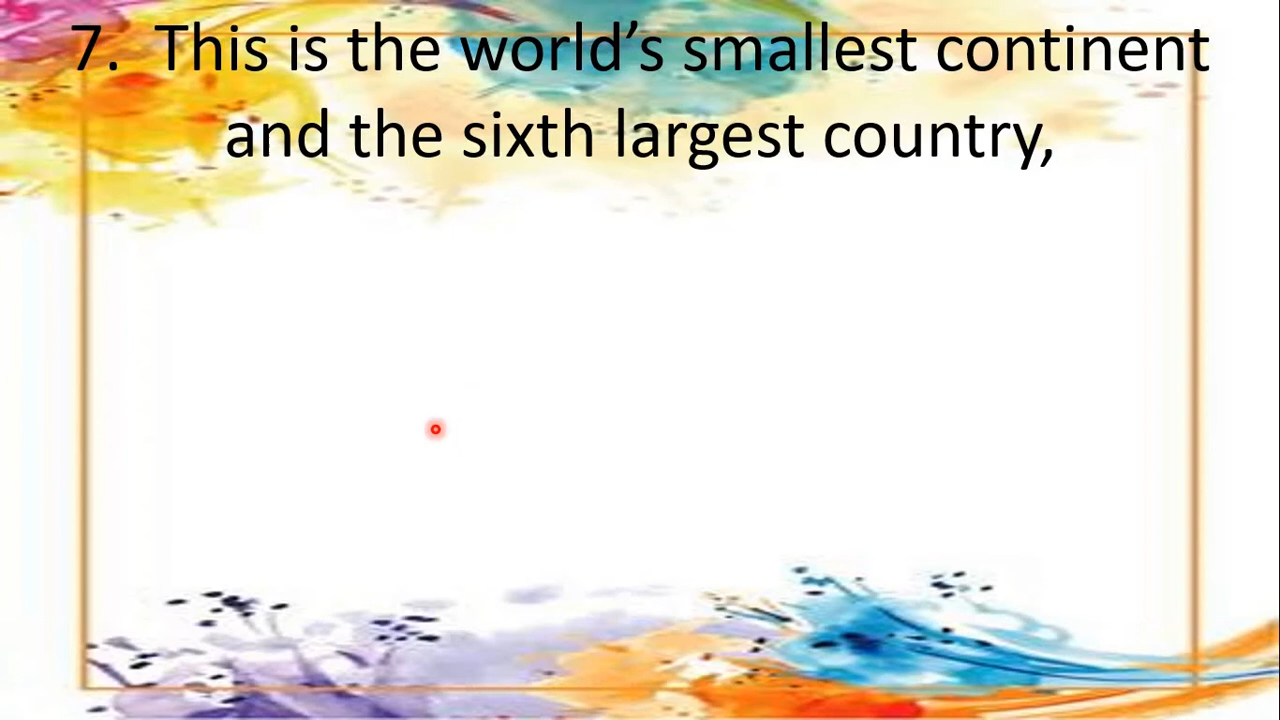 7. This is the world’s smallest continent
and the sixth largest country,